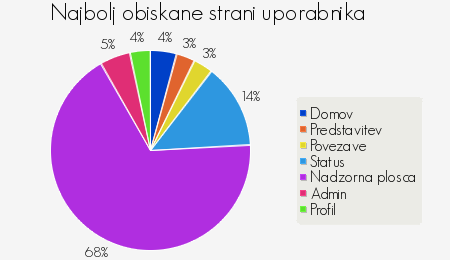 Najbolj obiskane strani uporabnika
5%
4%
4%
3%
3%
14%
68%
Domov
Predstavitev
Povezave
Status
Nadzorna plosca
Admin
Profil